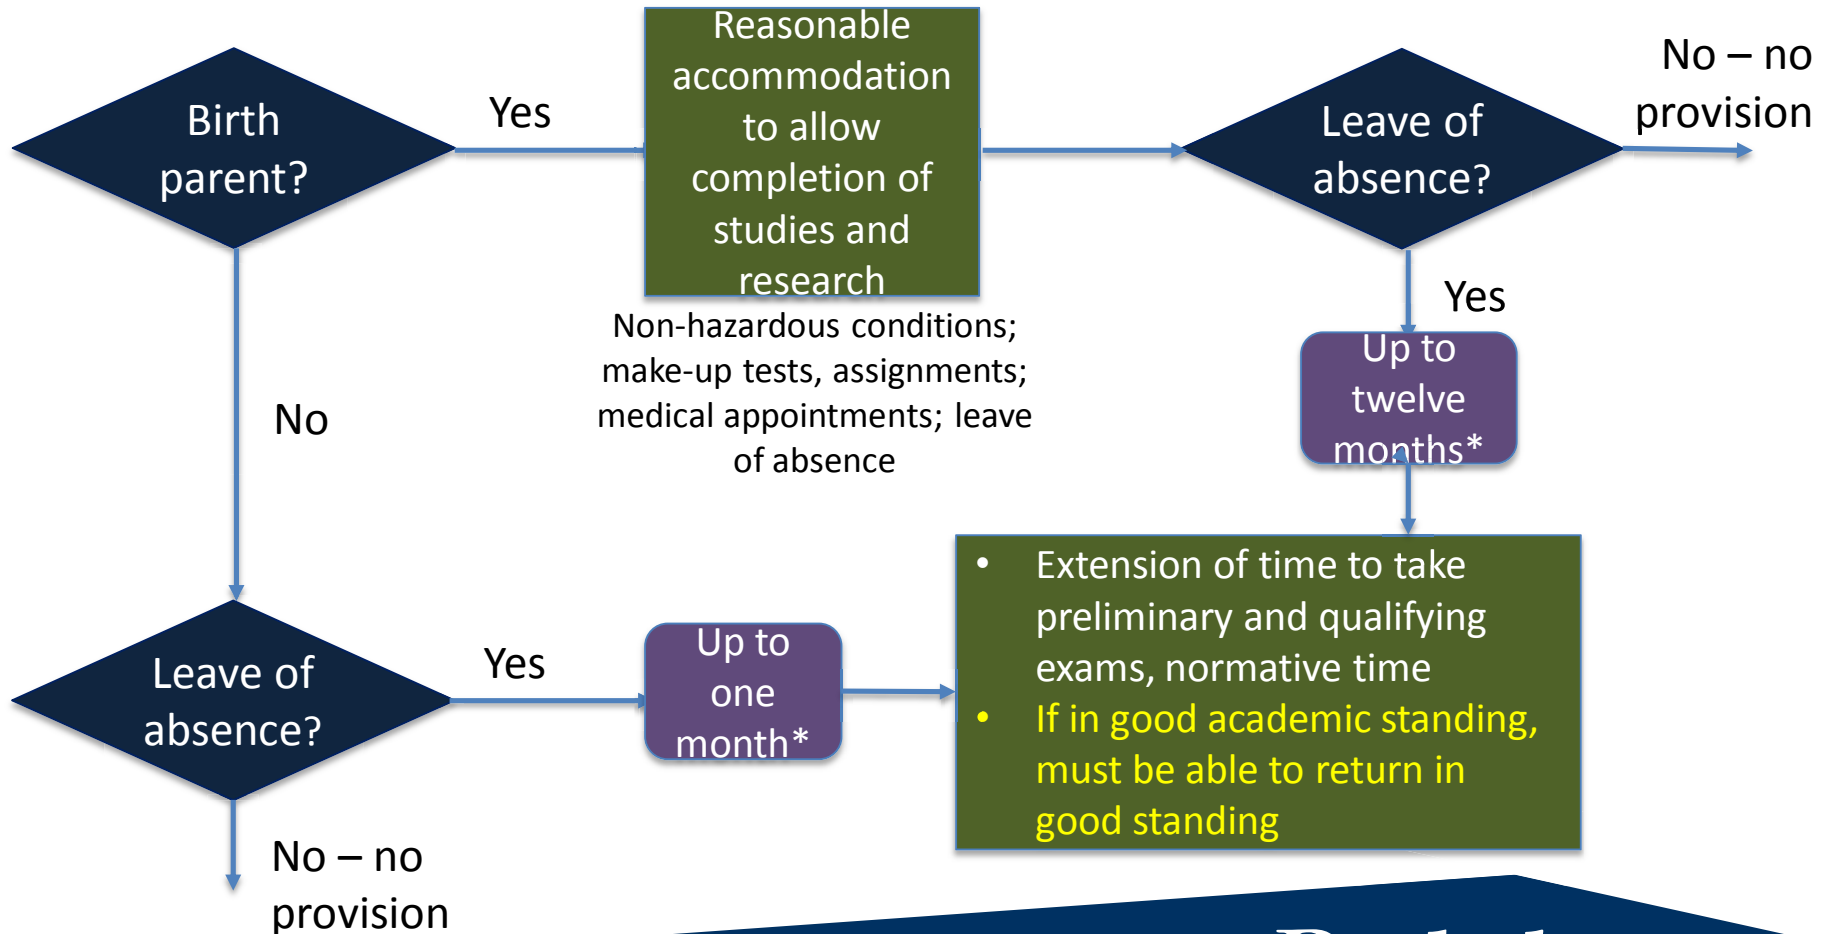 Birth
parent?
Yes
Reasonable
accommodation
to allow
completion of
studies and
research
Non-hazardous conditions;
make-up tests, assignments;
medical appointments; leave
of absence
Leave of
absence?
No – no
provision
Yes
Up to
twelve
months*
No
Leave of
absence?
Yes
Up to
one
month*
• Extension of time to take
preliminary and qualifying
exams, normative time
• If in good academic standing,
must be able to return in
good standing
No – no
provision